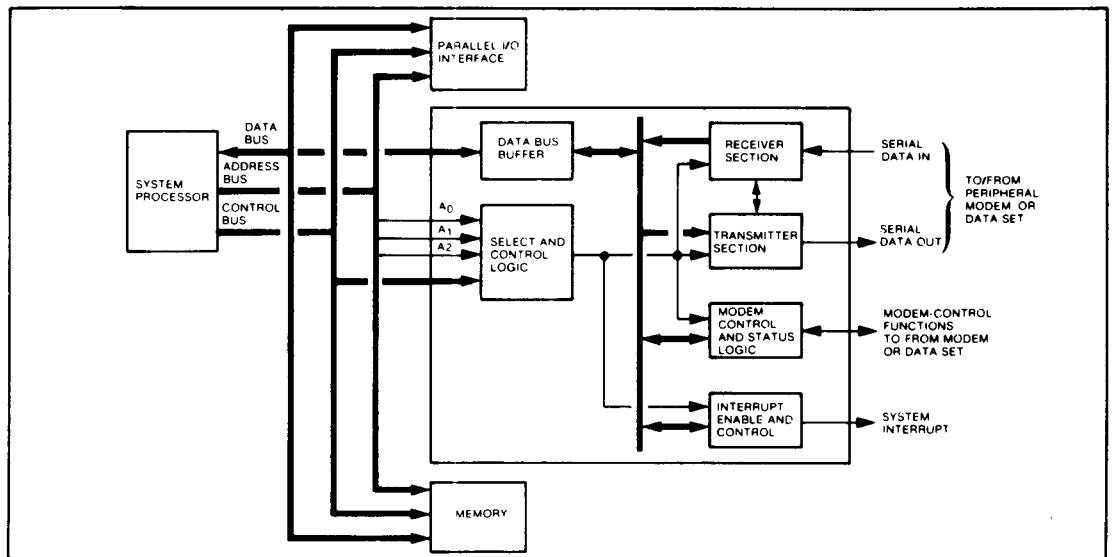 PARALLEL I/O
INTERFACE
DATA
BUS
ADDRESS
BUS
CONTROL
BUS
SYSTEM
PROCESSOR
DATA BUS
BUFFER
RECEIVER
SECTION
SERIAL
DATA IN
TO/FROM
PERIPHERAL
MODEM, OR
DATA SET
A0
A1
A2
SELECT AND
CONTROL
LOGIC
TRANSMITTER
SECTION
SERIAL
DATA OUT
MODEM
CONTROL
AND STATUS
LOGIC
MODEM-CONTROL
FUNCTIONS
TO FROM MODEM
OR DATA SET
INTERRUPT
ENABLE AND
CONTROL
SYSTEM
INTERRUPT
MEMORY